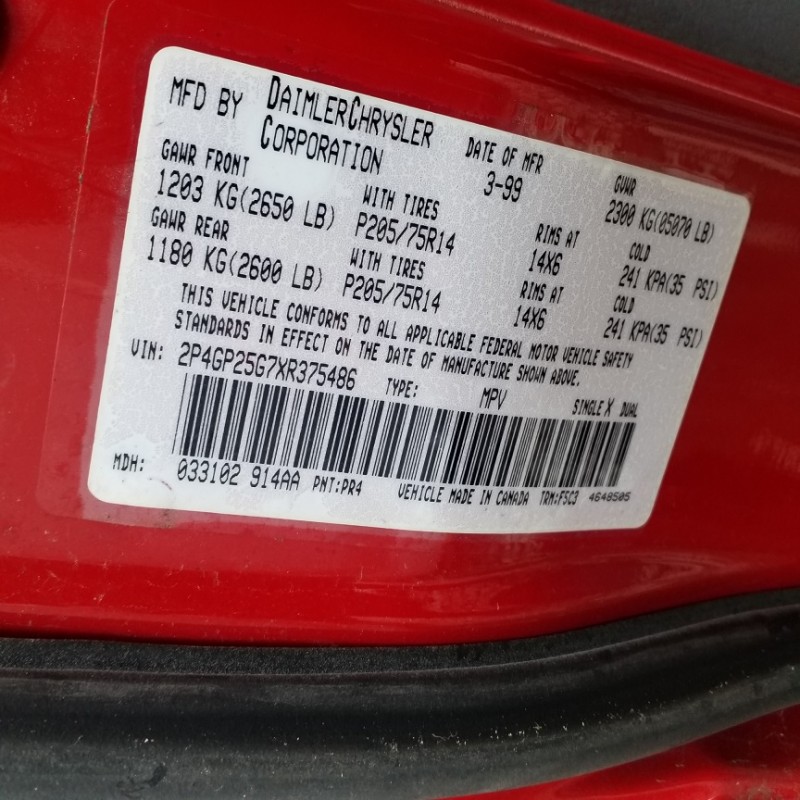 MFD BY DAIMLERCHRYSLER CORPORATION DATE OF MFR 3-99 GVWR 2300 KG(05070 LB)
GAWR FRONT WITH TIRES RIMS AT COLD
1203 KG(2650 LB) P205/75R14 14X6 241 KPA(35 PSI)
GAWR REAR WITH TIRES RIMS AT COLD
1180 KG(2600 LB) P205/75R14 14X6 241 KPA(35 PSI)
THIS VEHICLE CONFORMS TO ALL APPLICABLE FEDERAL MOTOR VEHICLE SAFETY
STANDARDS IN EFFECT ON THE DATE OF MANUFACTURE SHOWN ABOVE.
VIN: 2P4GP25G7XR375486 TYPE: MPV SINGLE X DUAL
MDH: 033102 914AA PNT:PR4 VEHICLE MADE IN CANADA TRM:F5C3 4648505